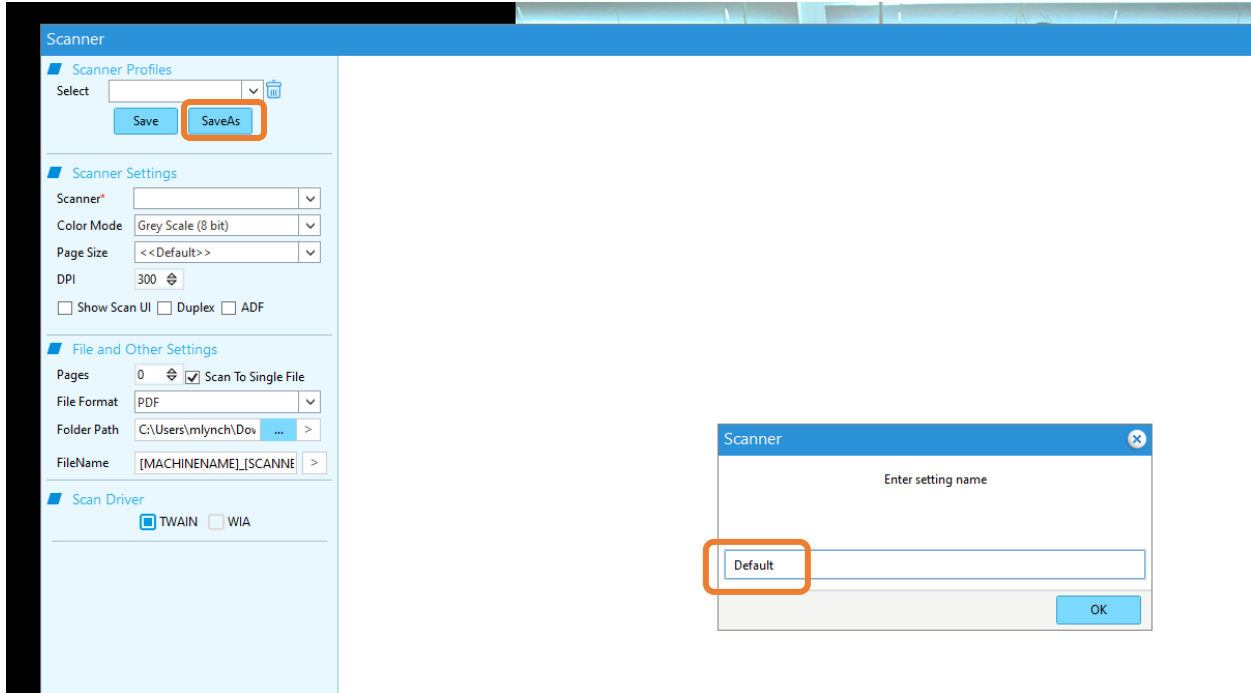 Scanner
Scanner Profiles
Select
Save SaveAs
Scanner Settings
Scanner*
Color Mode Grey Scale (8 bit)
Page Size <<Default>>
DPI 300
Show Scan UI Duplex ADF
File and Other Settings
Pages 0 Scan To Single File
File Format PDF
Folder Path C:\Users\mlynch\Dov ... >
FileName [MACHINENAME]_[SCANNE >
Scan Driver
TWAIN WIA
Scanner
Enter setting name
Default
OK